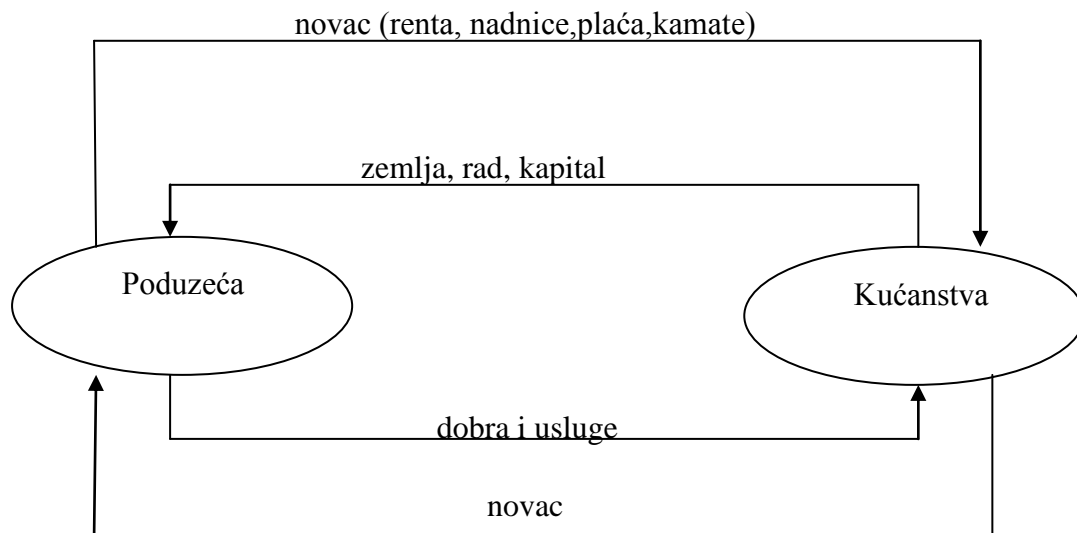 novac (renta, nadnice,plaća,kamate)
zemlja, rad, kapital
Poduzeća
Kućanstva
dobra i usluge
novac